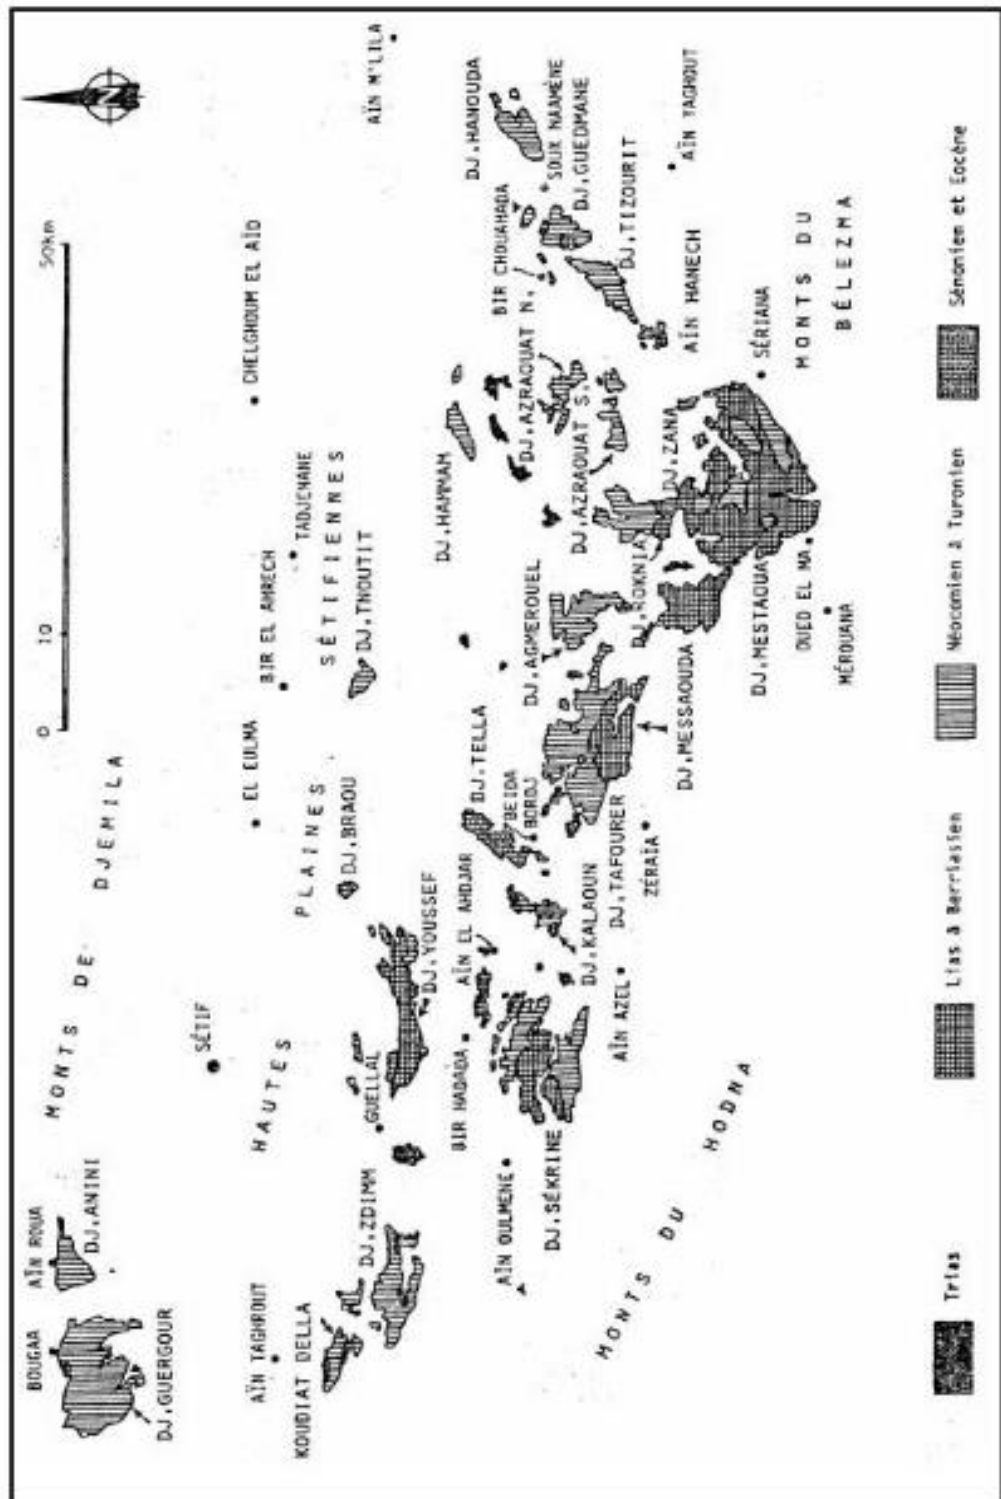 BOUGAA
AÏN ROUA
DJ.ANINI
DJ.GUERGOUR
MONTS DE DJEMILA
0
10
50km
N
SÉTIF
EL EULMA
BIR EL AHRECH
CHELGHOUM EL AÏD
TADJENANE
AÏN TAGHROUT
KOUDIAT DELLA
HAUTES
PLAINES
SÉTIFIENNES
DJ.ZDIMM
GUELLAL
DJ.BRAOU
DJ.TNOUTIT
AÏN M'LILA
DJ.YOUSSEF
DJ.HAMMAM
DJ.HANOUDA
BIR HADADA
AÏN EL AHDJAR
DJ.TELLA
BEIDA
BORDJ
BIR CHOUAHADA
SOUK NAAMÈNE
DJ.GUEDMANE
AÏN OULMENE
DJ.SÉKRINE
DJ.KALAOUN
DJ.AGMEROUEL
DJ.AZRAOUAT N.
DJ.AZRAOUAT S.
DJ.TIZOURIT
AÏN AZEL
DJ.TAFOURER
ZÉRAÏA
DJ.MESSAOUDA
DJ.ROKNIA
DJ.ZANA
AÏN HANECH
AÏN YAGHOUT
MONTS DU HODNA
DJ.MESTAOUA
OUED EL MA
MÉROUANA
SÉRIANA
MONTS DU
BÉLEZMA
Trias
Lias à Berriasien
Néocomien à Turonien
Sénonien et Eocène